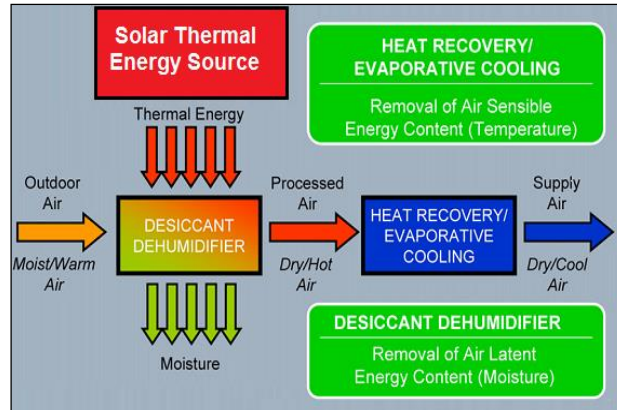 Solar Thermal
Energy Source
HEAT RECOVERY/
EVAPORATIVE COOLING
Removal of Air Sensible
Energy Content (Temperature)
Thermal Energy
Outdoor
Air
Moist/Warm
Air
DESICCANT
DEHUMIDIFIER
Processed
Air
Dry/Hot
Air
HEAT RECOVERY/
EVAPORATIVE
COOLING
Supply
Air
Dry/Cool
Air
Moisture
DESICCANT DEHUMIDIFIER
Removal of Air Latent
Energy Content (Moisture)